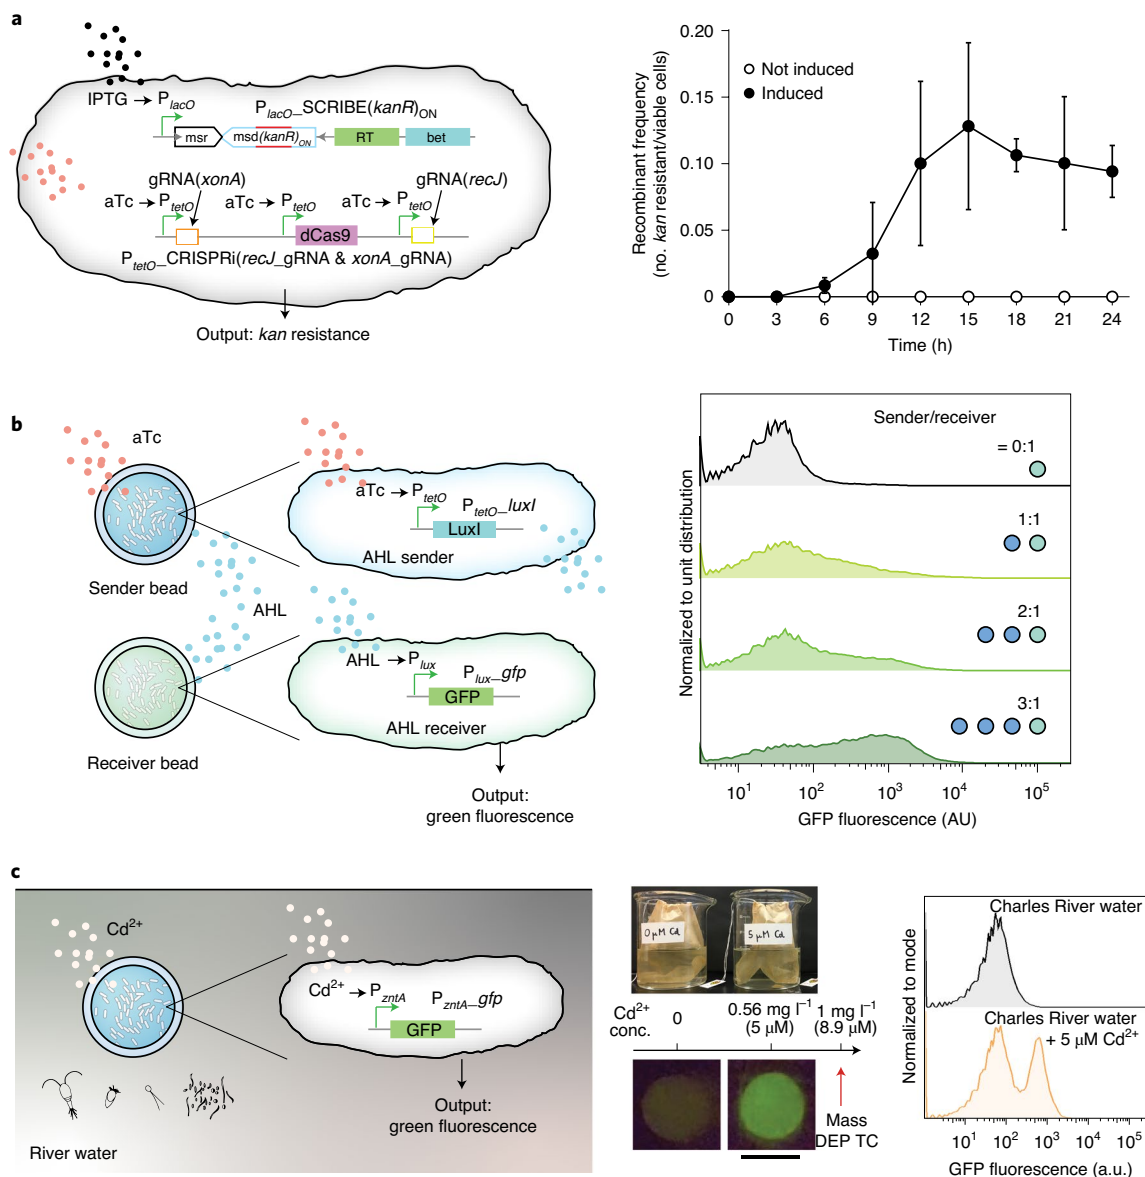 a
IPTG → PlacO
PlacO_SCRIBE(kanR)ON
msr
msd(kanR)ON
RT
bet
gRNA(xonA)
gRNA(recJ)
aTc → PtetO
aTc → PtetO
aTc → PtetO
dCas9
PtetO_CRISPRi(recJ_gRNA & xonA_gRNA)
Output: kan resistance
Recombinant frequency
(no. kan resistant/viable cells)
0.20
0.15
0.10
0.05
0
Not induced
Induced
0 3 6 9 12 15 18 21 24
Time (h)
b
aTc
Sender bead
AHL
Receiver bead
aTc → PtetO
PtetO_luxI
LuxI
AHL sender
AHL → Plux
Plux_gfp
GFP
AHL receiver
Output:
green fluorescence
Normalized to unit distribution
Sender/receiver
= 0:1
1:1
2:1
3:1
10¹ 10² 10³ 10⁴ 10⁵
GFP fluorescence (AU)
c
Cd²⁺
River water
Cd²⁺ → PzntA
PzntA_gfp
GFP
Output:
green fluorescence
0 µM Cd
5 µM Cd
Cd²⁺
conc.
0
0.56 mg l⁻¹
(5 µM)
1 mg l⁻¹
(8.9 µM)
Mass
DEP TC
Normalized to mode
Charles River water
Charles River water
+ 5 µM Cd²⁺
10¹ 10² 10³ 10⁴ 10⁵
GFP fluorescence (a.u.)